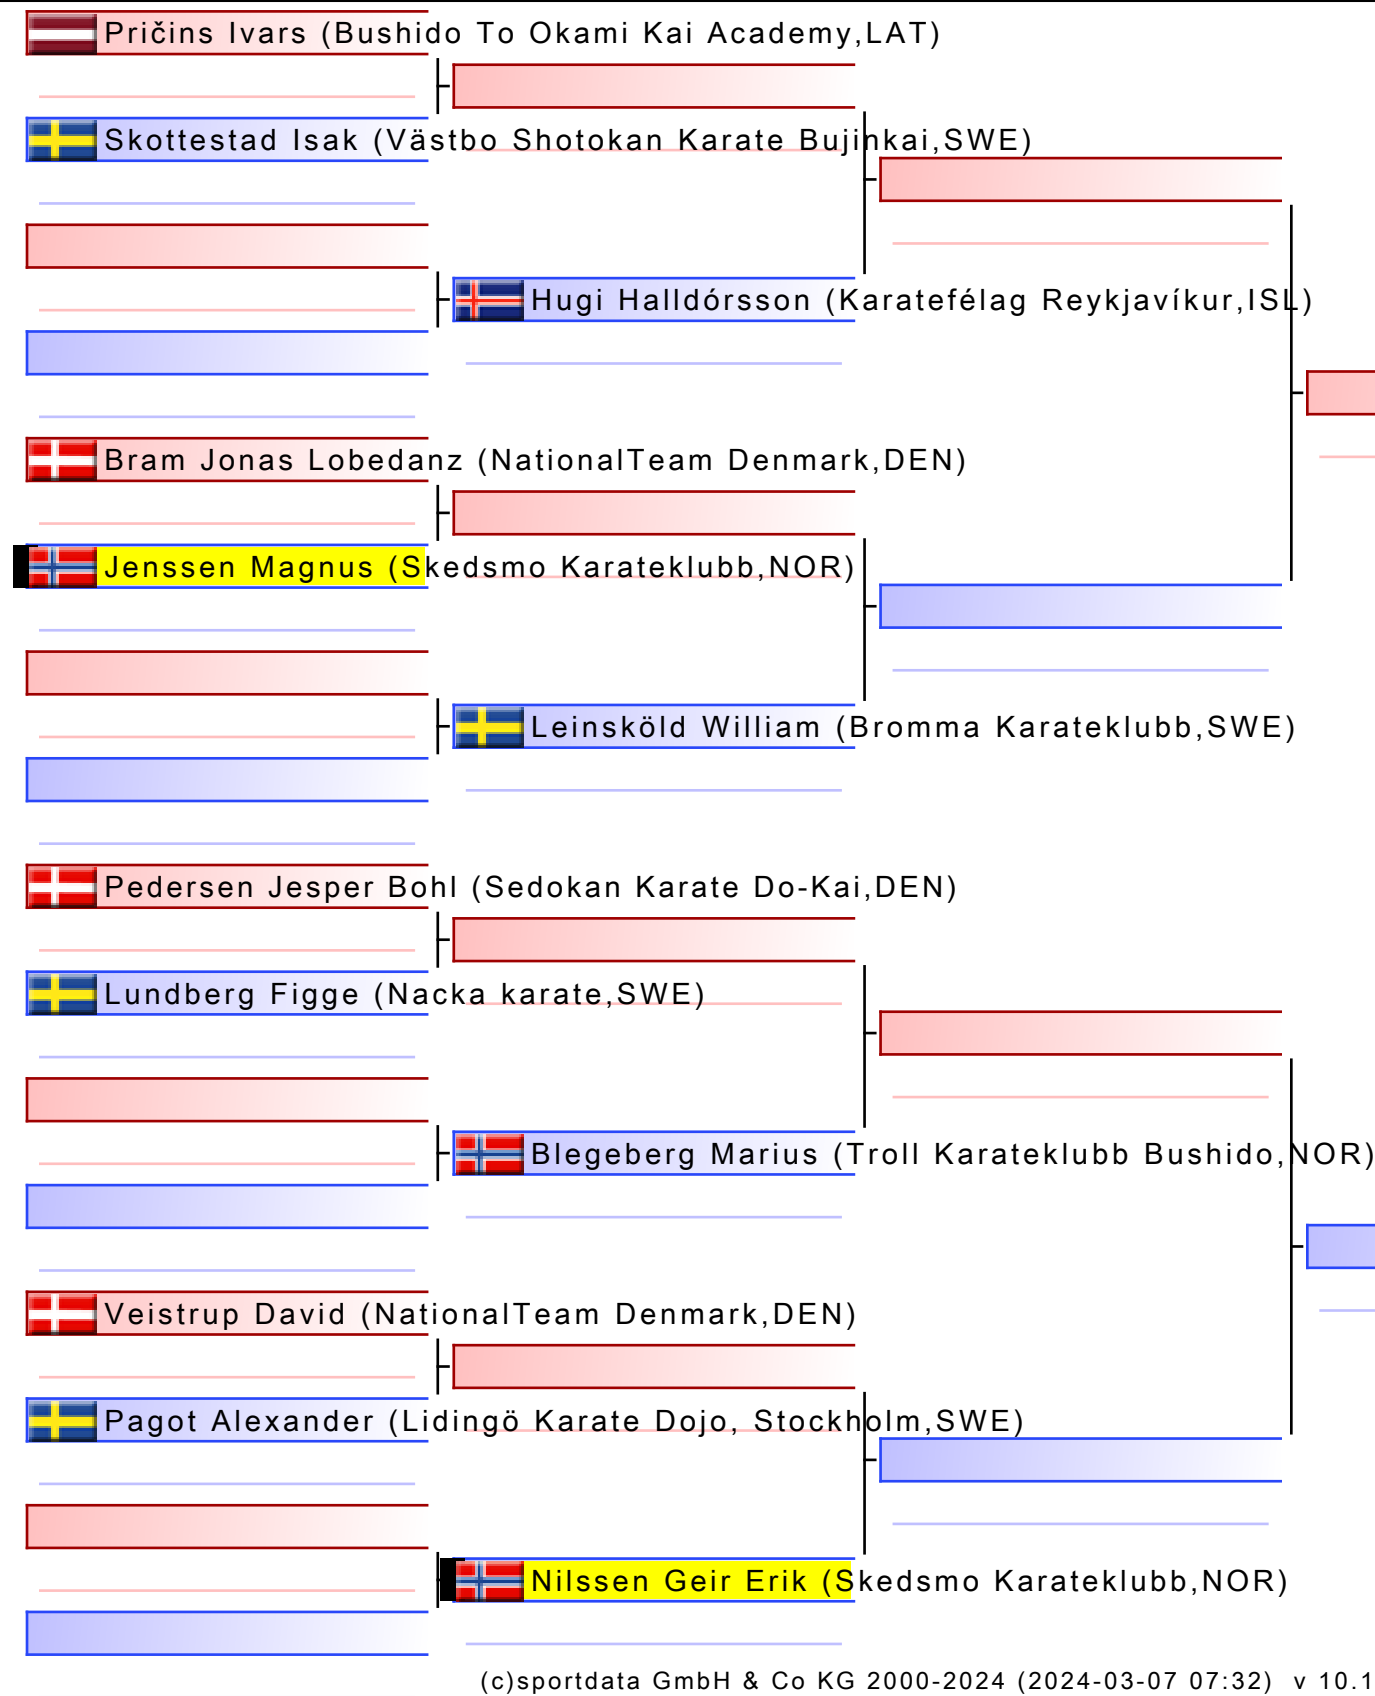 Pričins Ivars (Bushido To Okami Kai Academy,LAT)
Skottestad Isak (Västbo Shotokan Karate Bujinkai,SWE)
Hugi Halldórsson (Karatefélag Reykjavíkur,ISL)
Bram Jonas Lobedanz (NationalTeam Denmark,DEN)
Jenssen Magnus (Skedsmo Karateklubb,NOR)
Leinsköld William (Bromma Karateklubb,SWE)
Pedersen Jesper Bohl (Sedokan Karate Do-Kai,DEN)
Lundberg Figge (Nacka karate,SWE)
Blegeberg Marius (Troll Karateklubb Bushido,NOR)
Veistrup David (NationalTeam Denmark,DEN)
Pagot Alexander (Lidingö Karate Dojo, Stockholm,SWE)
Nilssen Geir Erik (Skedsmo Karateklubb,NOR)
(c)sportdata GmbH & Co KG 2000-2024 (2024-03-07 07:32) v 10.1